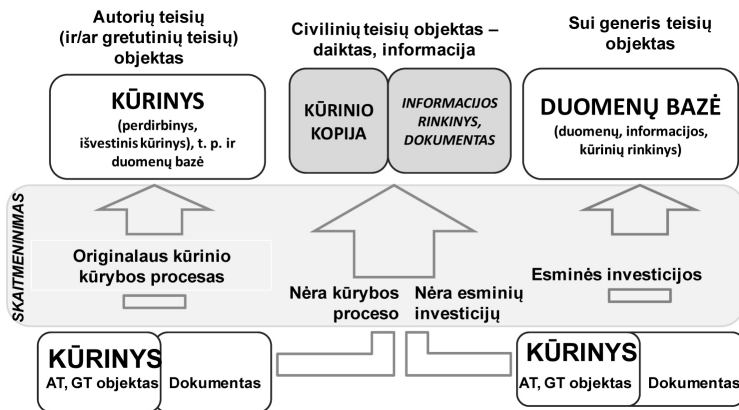 Autorių teisių
(ir/ar gretutinių teisių)
objektas
Civilinių teisių objektas –
daiktas, informacija
Sui generis teisių
objektas
KŪRINYS
(perdirbinys,
išvestinis kūrinys), t. p. ir
duomenų bazė
KŪRINIO
KOPIJA
INFORMACIJOS
RINKINYS,
DOKUMENTAS
DUOMENŲ BAZĖ
(duomenų, informacijos,
kūrinių rinkinys)
SKAITMENINIMAS
Originalaus kūrinio
kūrybos procesas
Nėra kūrybos
proceso
Nėra esminių
investicijų
Esminės investicijos
KŪRINYS
AT, GT objektas
Dokumentas
KŪRINYS
AT, GT objektas
Dokumentas